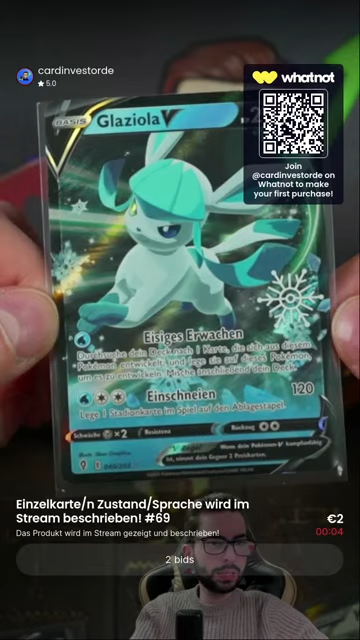 cardinvestorde
5.0
whatnot
Join
@cardinvestorde on
Whatnot to make
your first purchase!
BASIS
Glaziola V
Eisiges Erwachen
Durchsuche dein Deck nach 1 Karte, die sich aus diesem
Pokémon entwickelt, und lege sie auf dieses Pokémon,
um es zu entwickeln. Mische anschließend dein Deck.
Einschneien 120
Lege 1 Stadionkarte im Spiel auf den Ablagestapel.
Schwäche ×2 Resistenz Rückzug
V-Regel Wenn dein Pokémon-V kampfunfähig
ist, nimmt dein Gegner 2 Preiskarten.
Einzelkarte/n Zustand/Sprache wird im
Stream beschrieben! #69
€2
Das Produkt wird im Stream gezeigt und beschrieben!
00:04
2 bids